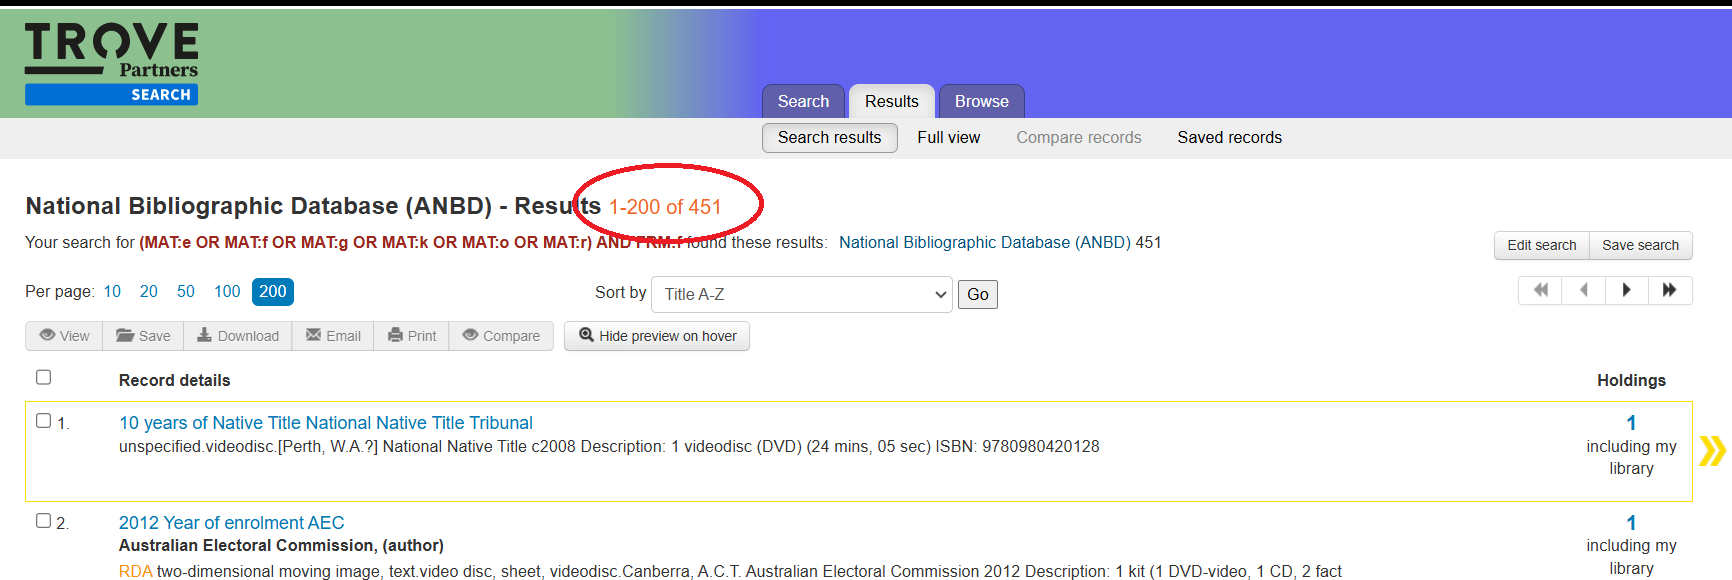 TROVE
Partners
SEARCH
Search Results Browse
Search results Full view Compare records Saved records
National Bibliographic Database (ANBD) - Results 1-200 of 451
Your search for (MAT:e OR MAT:f OR MAT:g OR MAT:k OR MAT:o OR MAT:r) AND FRM:f found these results: National Bibliographic Database (ANBD) 451
Edit search Save search
Per page: 10 20 50 100 200 Sort by Title A-Z Go
View Save Download Email Print Compare Hide preview on hover
Record details Holdings
1. 10 years of Native Title National Native Title Tribunal 1
unspecified.videodisc.[Perth, W.A.?] National Native Title c2008 Description: 1 videodisc (DVD) (24 mins, 05 sec) ISBN: 9780980420128 including my
library
2. 2012 Year of enrolment AEC 1
Australian Electoral Commission, (author) including my
RDA two-dimensional moving image, text.video disc, sheet, videodisc.Canberra, A.C.T. Australian Electoral Commission 2012 Description: 1 kit (1 DVD-video, 1 CD, 2 fact library